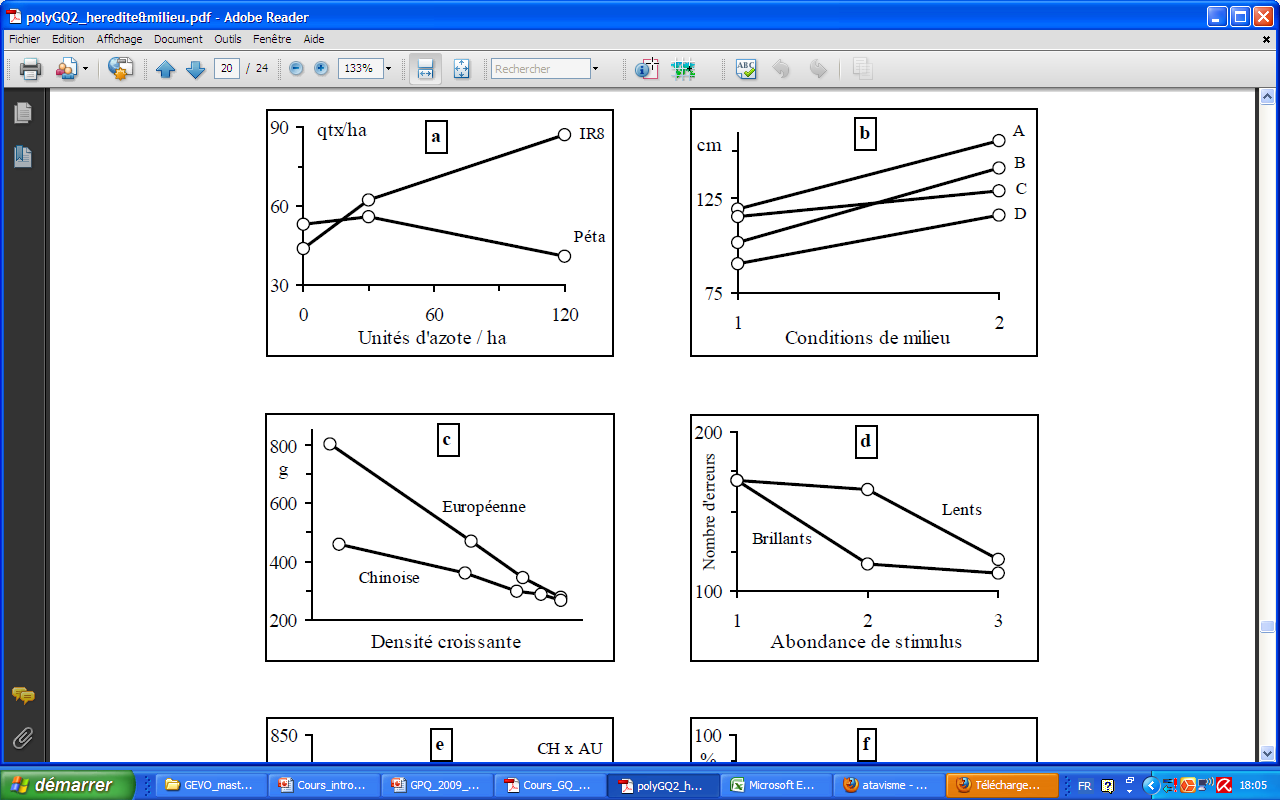 polyGQ2_heredite&milieu.pdf - Adobe Reader
Fichier Edition Affichage Document Outils Fenêtre Aide
20 / 24 133% Rechercher
90 qtx/ha a IR8
60
Péta
30
0 60 120
Unités d'azote / ha
b A
cm B
125 C
D
75
1 2
Conditions de milieu
c
800
g
600 Européenne
400
Chinoise
200
Densité croissante
200 d
Nombre d'erreurs
Lents
Brillants
100
1 2 3
Abondance de stimulus
850 e CH x AU
100 f
%
démarrer GEVO_mast... Cours_intro... GPQ_2009_... Cours_GQ_... polyGQ2_h... Microsoft E... atavisme - ... Télécharge... FR 18:05